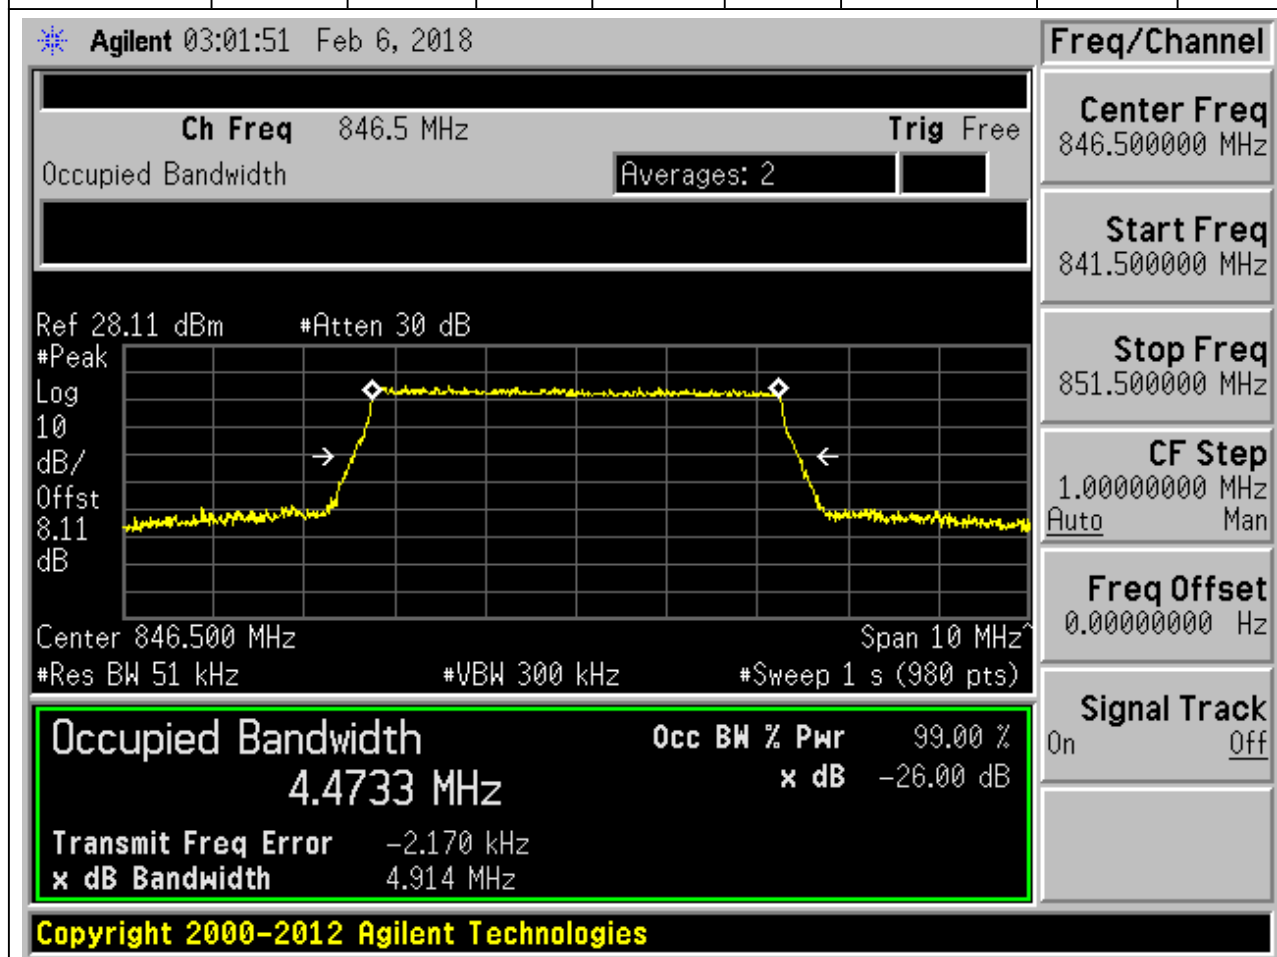 Agilent 03:01:51 Feb 6, 2018
Freq/Channel
Ch Freq 846.5 MHz Trig Free
Occupied Bandwidth Averages: 2
Center Freq
846.500000 MHz
Start Freq
841.500000 MHz
Stop Freq
851.500000 MHz
CF Step
1.00000000 MHz
Auto Man
Freq Offset
0.00000000 Hz
Signal Track
On Off
Ref 28.11 dBm #Atten 30 dB
#Peak
Log
10
dB/
Offst
8.11
dB
Center 846.500 MHz Span 10 MHz^
#Res BW 51 kHz #VBW 300 kHz #Sweep 1 s (980 pts)
Occupied Bandwidth Occ BW % Pwr 99.00 %
4.4733 MHz x dB -26.00 dB
Transmit Freq Error -2.170 kHz
x dB Bandwidth 4.914 MHz
Copyright 2000-2012 Agilent Technologies